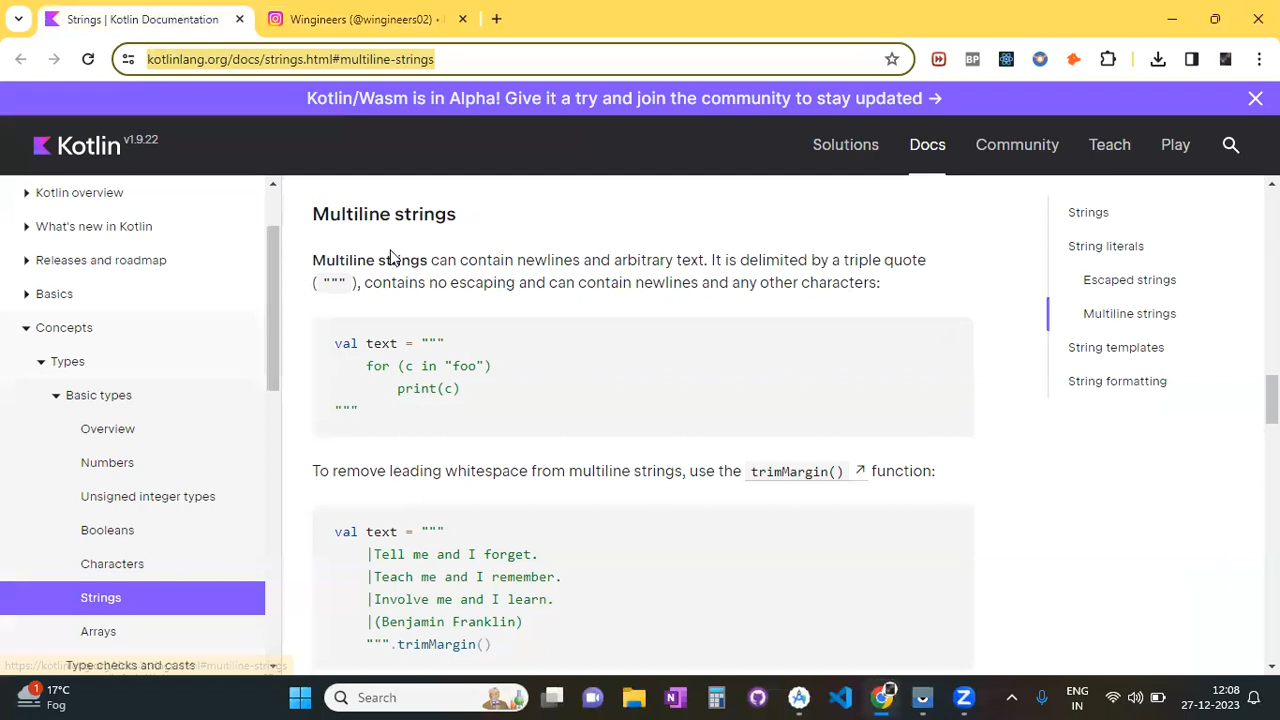 Strings | Kotlin Documentation
Wingineers (@wingineers02) •
kotlinlang.org/docs/strings.html#multiline-strings
BP
Kotlin/Wasm is in Alpha! Give it a try and join the community to stay updated →
Kotlin v1.9.22
Solutions
Docs
Community
Teach
Play
Kotlin overview
What's new in Kotlin
Releases and roadmap
Basics
Concepts
Types
Basic types
Overview
Numbers
Unsigned integer types
Booleans
Characters
Strings
Arrays
Type checks and casts
Multiline strings
Multiline strings can contain newlines and arbitrary text. It is delimited by a triple quote
( """ ), contains no escaping and can contain newlines and any other characters:
val text = """
for (c in "foo")
print(c)
"""
To remove leading whitespace from multiline strings, use the trimMargin() ↗ function:
val text = """
|Tell me and I forget.
|Teach me and I remember.
|Involve me and I learn.
|(Benjamin Franklin)
""".trimMargin()
Strings
String literals
Escaped strings
Multiline strings
String templates
String formatting
1
17°C
Fog
Search
ENG
IN
12:08
27-12-2023